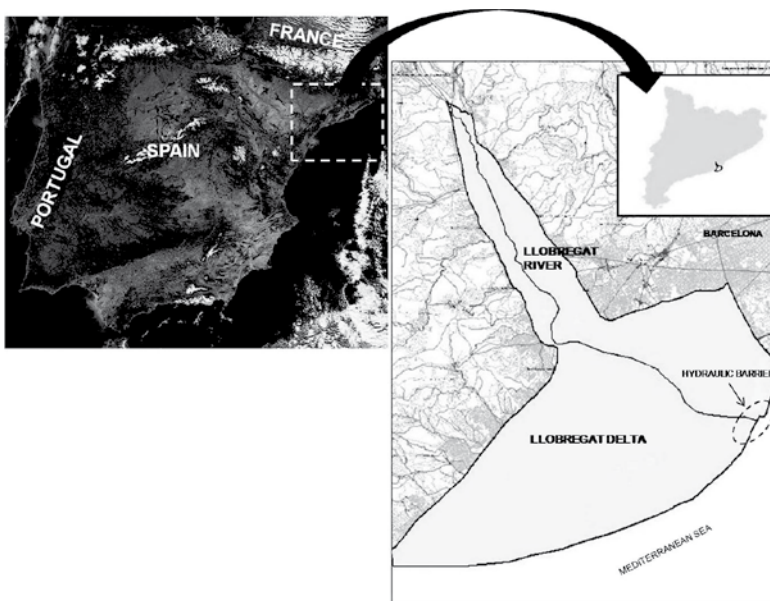 FRANCE
PORTUGAL
SPAIN
BARCELONA
LLOBREGAT
RIVER
HYDRAULIC BARRIE
LLOBREGAT DELTA
MEDITERRANEAN SEA